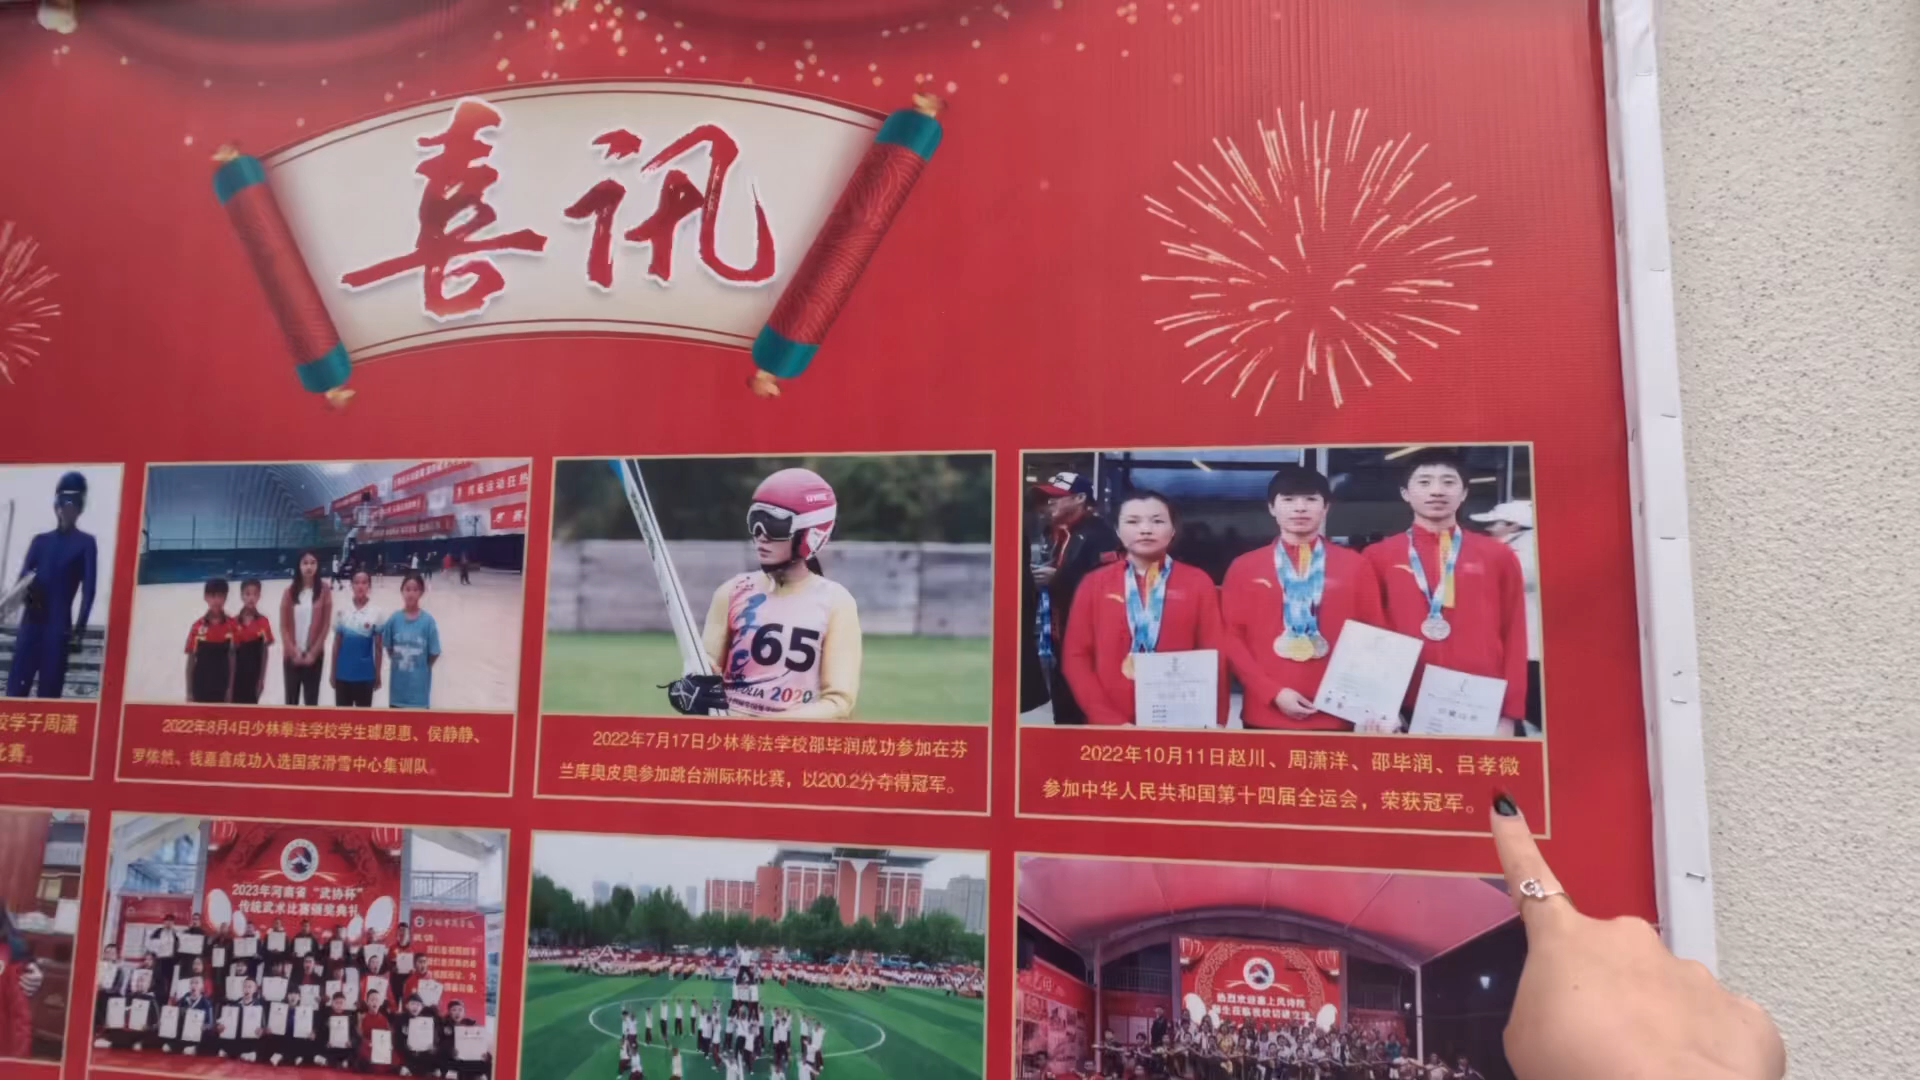 喜讯
校学子周潇
比赛。
2022年8月4日少林拳法学校学生璩恩惠、侯静静、
罗依然、钱嘉鑫成功入选国家滑雪中心集训队。
65
2020
2022年7月17日少林拳法学校邵毕润成功参加在芬
兰库奥皮奥参加跳台洲际杯比赛，以200.2分夺得冠军。
2022年10月11日赵川、周潇洋、邵毕润、吕孝微
参加中华人民共和国第十四届全运会，荣获冠军。
2023年河南省“武协杯”
传统武术比赛颁奖典礼